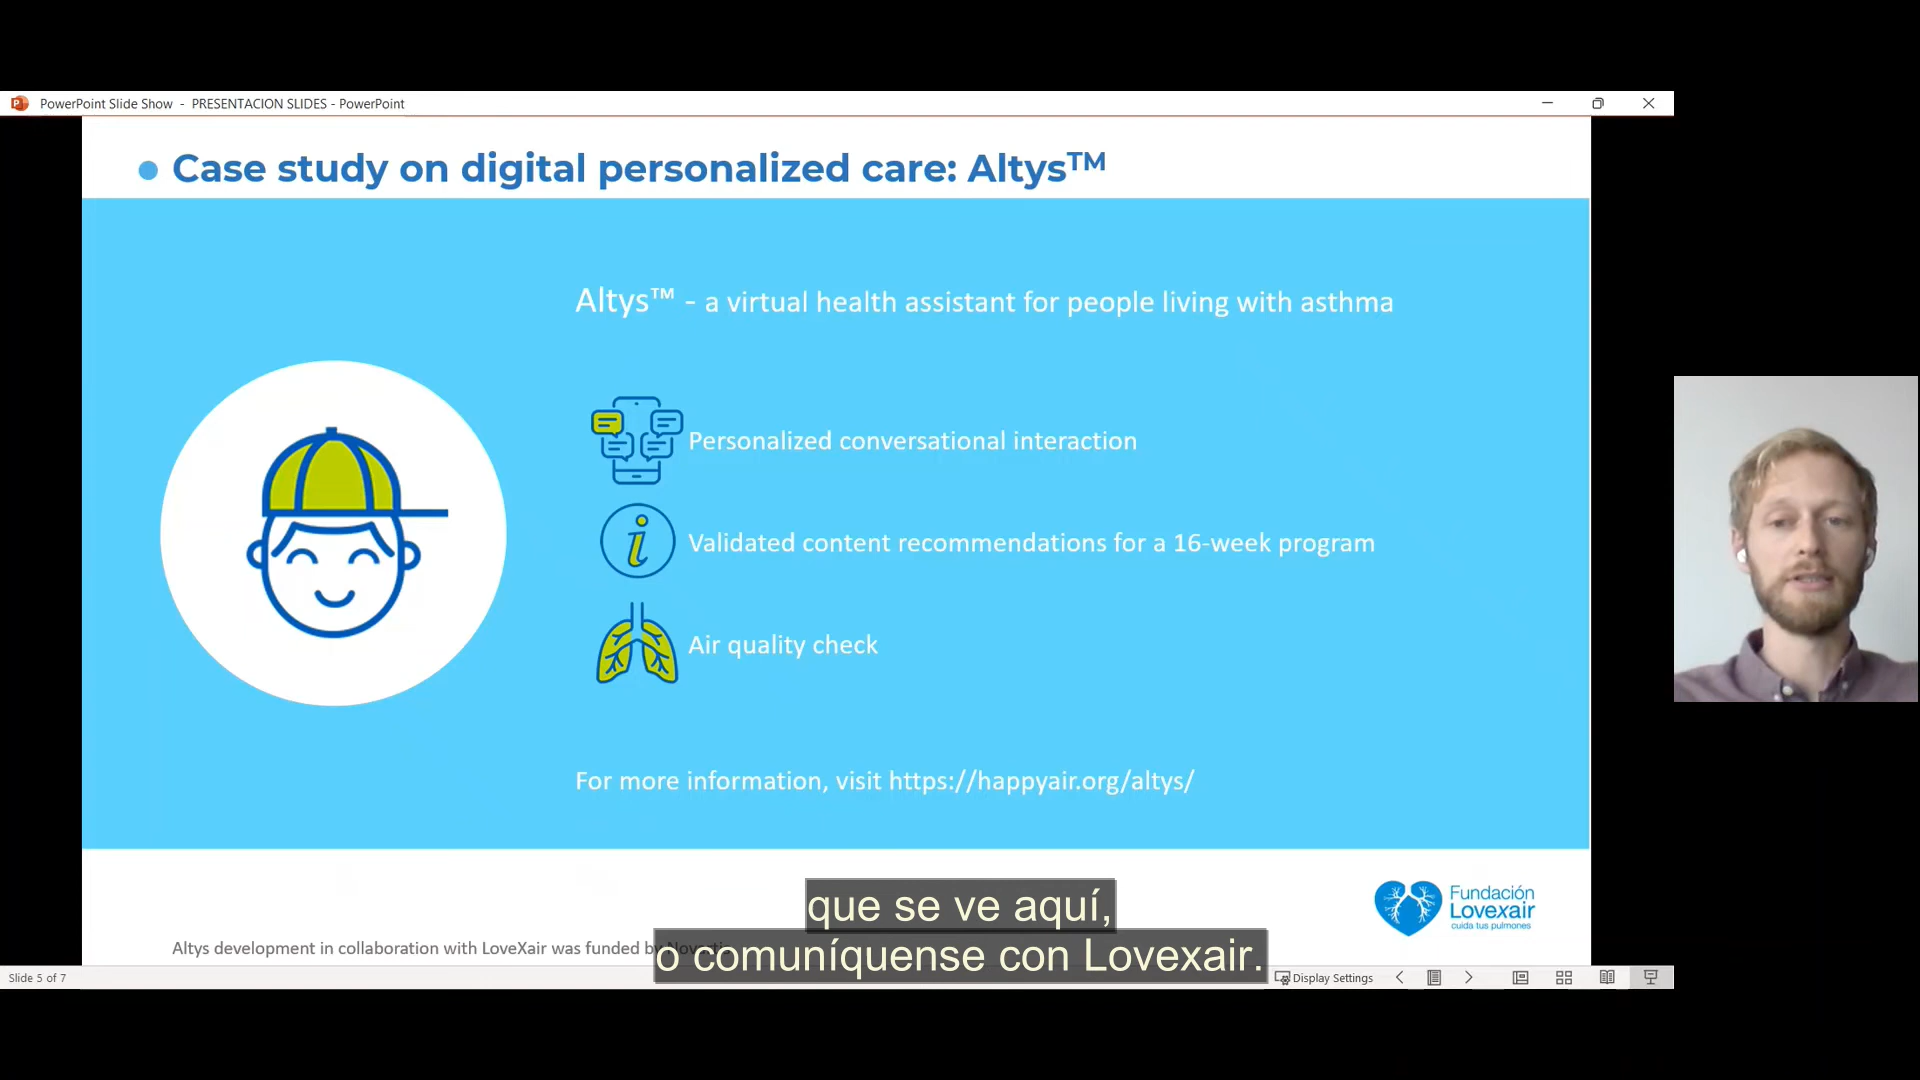 PowerPoint Slide Show - PRESENTACION SLIDES - PowerPoint
Case study on digital personalized care: Altys™
Altys™ - a virtual health assistant for people living with asthma
Personalized conversational interaction
i
Validated content recommendations for a 16-week program
Air quality check
For more information, visit https://happyair.org/altys/
Fundación
Lovexair
cuida tus pulmones
Altys development in collaboration with LoveXair was funded by
que se ve aquí,
o comuníquense con Lovexair.
Slide 5 of 7
Display Settings